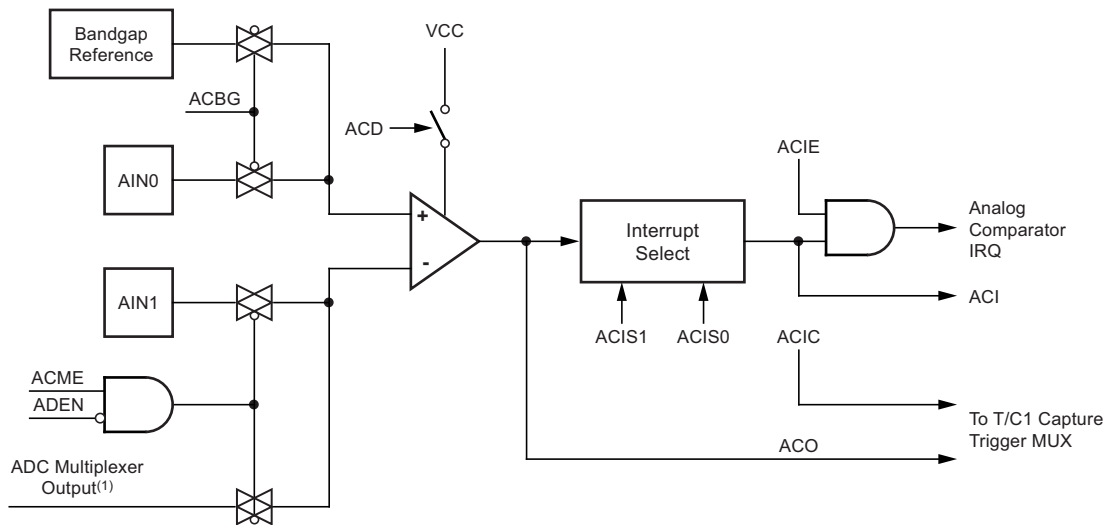 Bandgap
Reference
VCC
ACBG
ACD
ACIE
AIN0
+
Interrupt
Select
Analog
Comparator
IRQ
-
AIN1
ACI
ACIS1
ACIS0
ACIC
ACME
ADEN
To T/C1 Capture
Trigger MUX
ACO
ADC Multiplexer
Output(1)